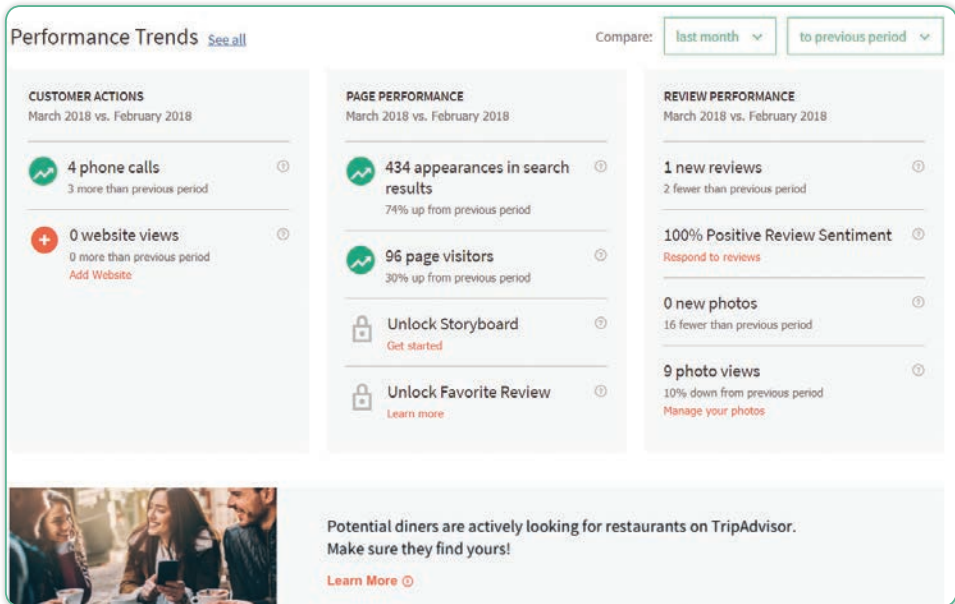 Performance Trends See all
Compare: last month to previous period
CUSTOMER ACTIONS
March 2018 vs. February 2018
4 phone calls
3 more than previous period
0 website views
0 more than previous period
Add Website
PAGE PERFORMANCE
March 2018 vs. February 2018
434 appearances in search
results
74% up from previous period
96 page visitors
30% up from previous period
Unlock Storyboard
Get started
Unlock Favorite Review
Learn more
REVIEW PERFORMANCE
March 2018 vs. February 2018
1 new reviews
2 fewer than previous period
100% Positive Review Sentiment
Respond to reviews
0 new photos
16 fewer than previous period
9 photo views
10% down from previous period
Manage your photos
Potential diners are actively looking for restaurants on TripAdvisor.
Make sure they find yours!
Learn More